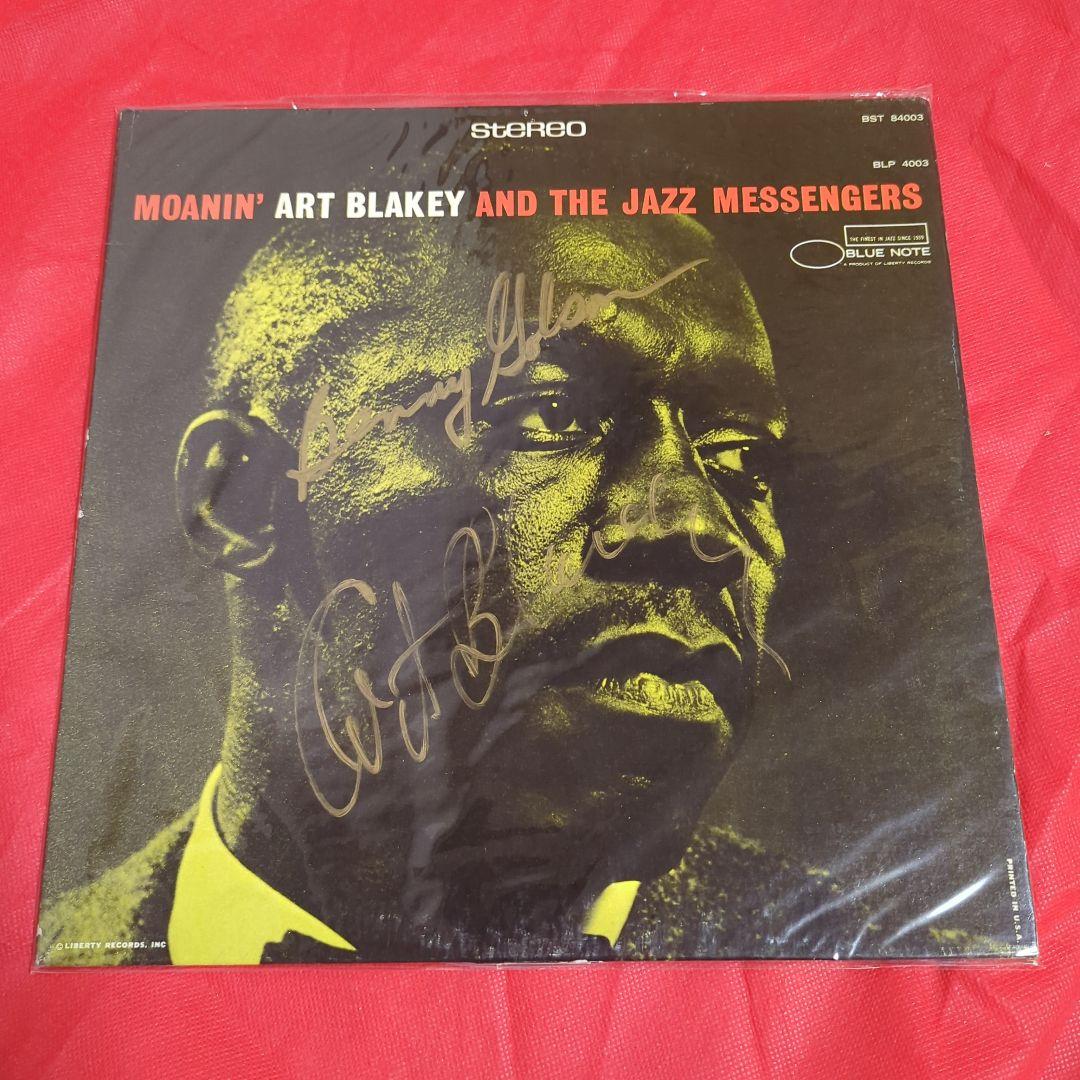 STEREO
BST 84003
BLP 4003
MOANIN' ART BLAKEY AND THE JAZZ MESSENGERS
THE FINEST IN JAZZ SINCE 1939
BLUE NOTE
A PRODUCT OF LIBERTY RECORDS
Benny Golson
Art Blakey
© LIBERTY RECORDS, INC
PRINTED IN U.S.A.